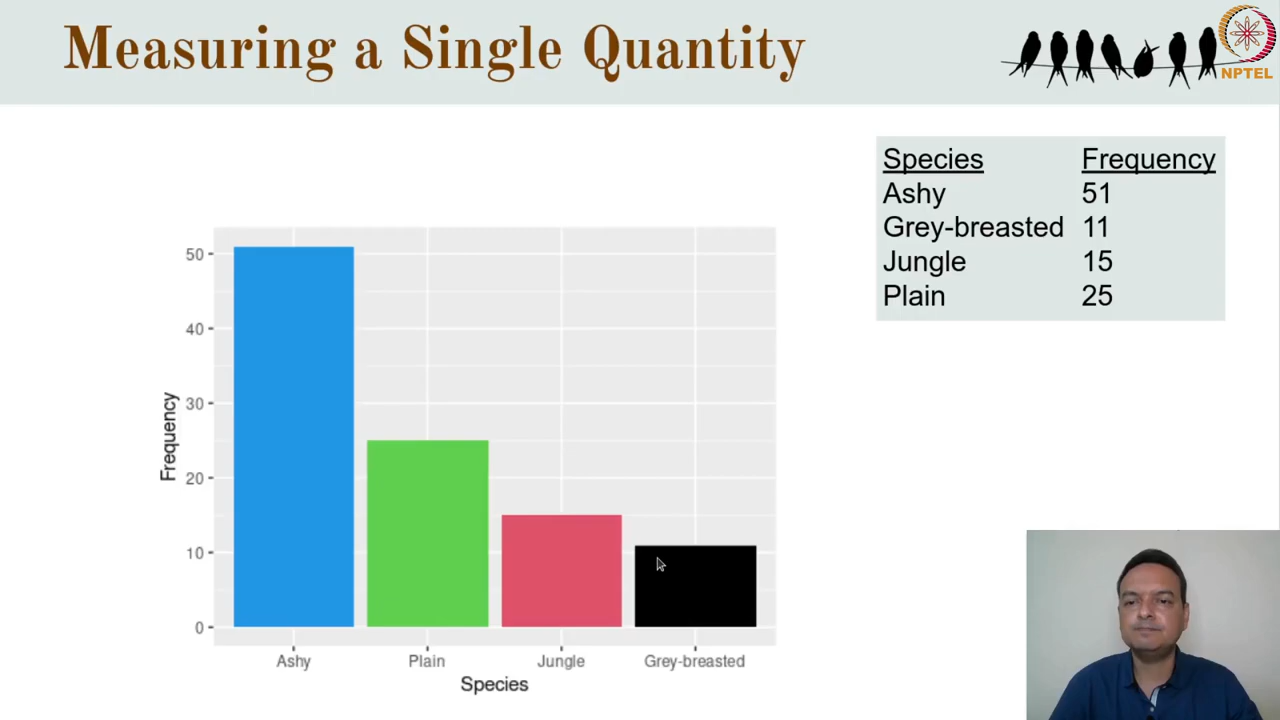 Measuring a Single Quantity
NPTEL
Species Frequency
Ashy 51
Grey-breasted 11
Jungle 15
Plain 25
50
40
30
20
10
0
Frequency
Ashy Plain Jungle Grey-breasted
Species